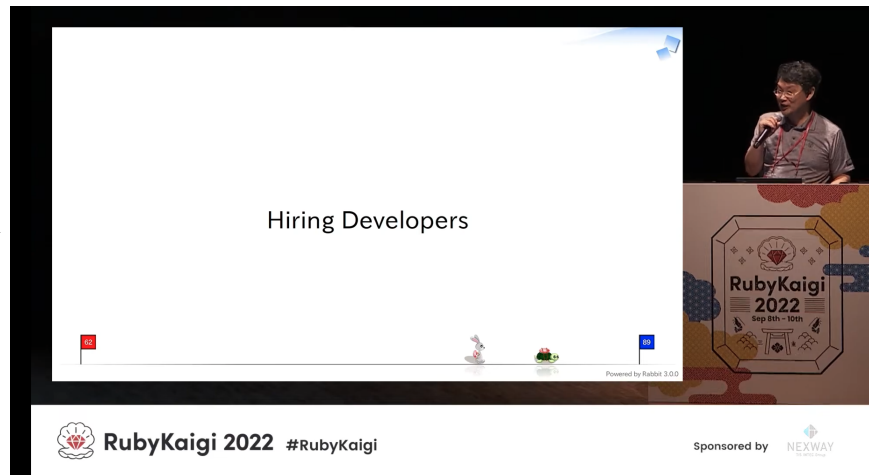 Hiring Developers
62
89
Powered by Rabbit 3.0.0
RubyKaigi
2022
Sep 8th - 10th
RubyKaigi 2022 #RubyKaigi
Sponsored by NEXWAY